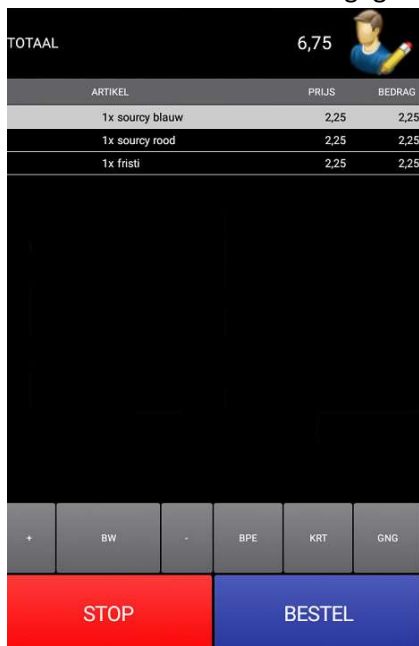 TOTAAL 6,75
ARTIKEL PRIJS BEDRAG
1x sourcy blauw 2,25 2,25
1x sourcy rood 2,25 2,25
1x fristi 2,25 2,25
+ BW - BPE KRT GNG
STOP BESTEL